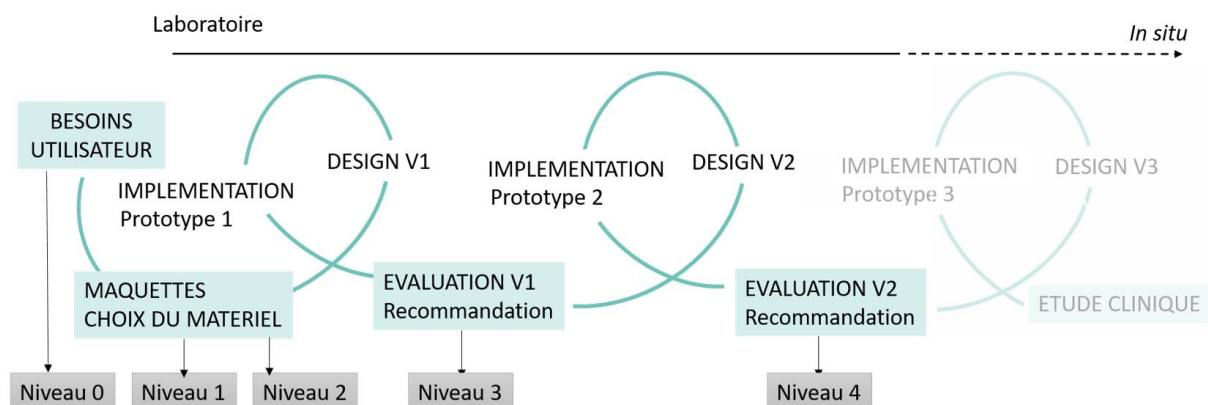 Laboratoire
In situ
BESOINS
UTILISATEUR
IMPLEMENTATION
Prototype 1
DESIGN V1
MAQUETTES
CHOIX DU MATERIEL
EVALUATION V1
Recommandation
IMPLEMENTATION
Prototype 2
DESIGN V2
EVALUATION V2
Recommandation
IMPLEMENTATION
Prototype 3
DESIGN V3
ETUDE CLINIQUE
Niveau 0
Niveau 1
Niveau 2
Niveau 3
Niveau 4